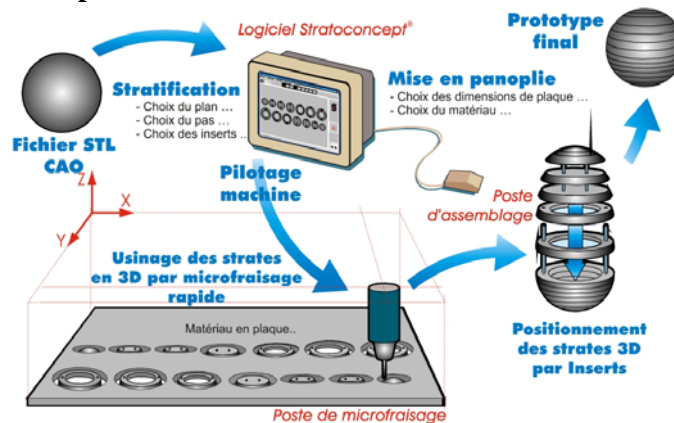 Logiciel Stratoconcept®
Prototype
final
Stratification
- Choix du plan ...
- Choix du pas ...
- Choix des inserts ..
Mise en panoplie
- Choix des dimensions de plaque ...
- Choix du matériau ...
Fichier STL
CAO
Pilotage
machine
Z
X
Y
Poste
d'assemblage
Usinage des strates
en 3D par microfraisage
rapide
Matériau en plaque..
Positionnement
des strates 3D
par Inserts
Poste de microfraisage